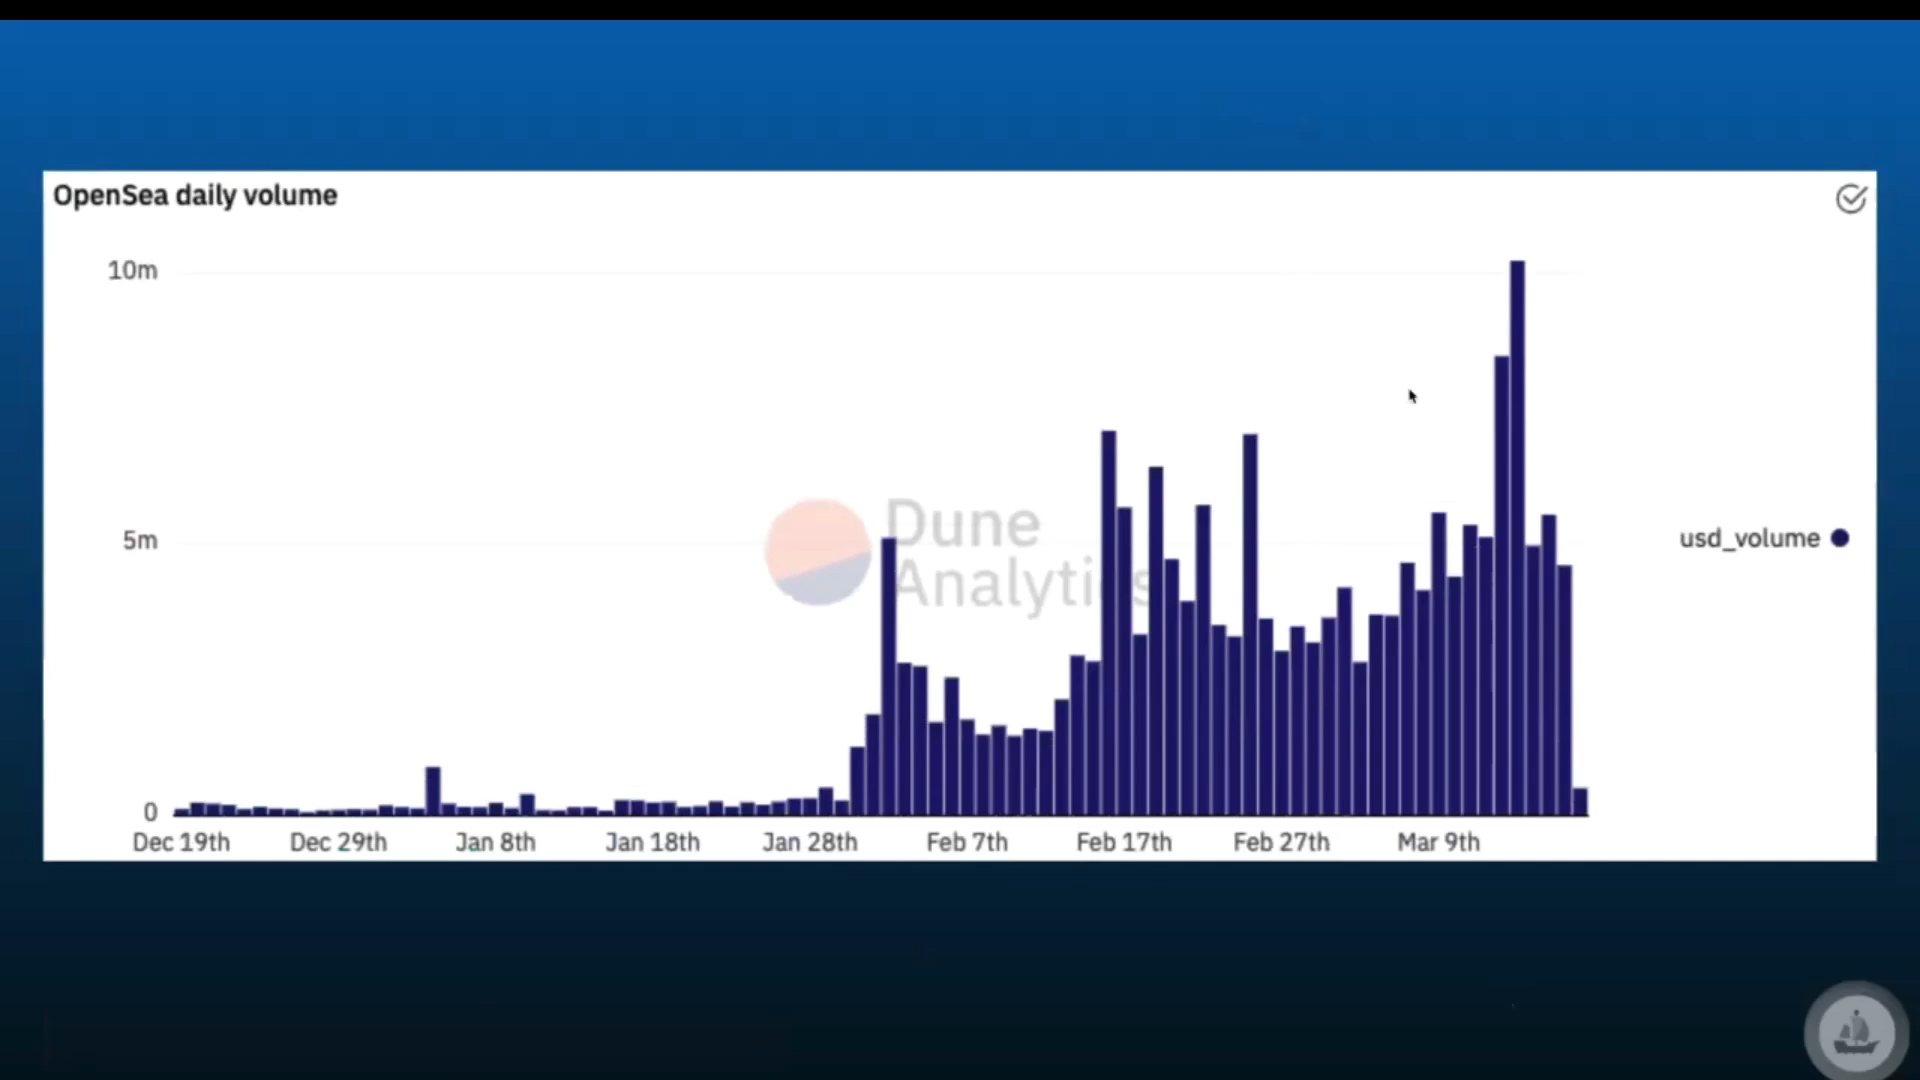 OpenSea daily volume
10m
5m
0
Dune
Analytics
usd_volume
Dec 19th Dec 29th Jan 8th Jan 18th Jan 28th Feb 7th Feb 17th Feb 27th Mar 9th